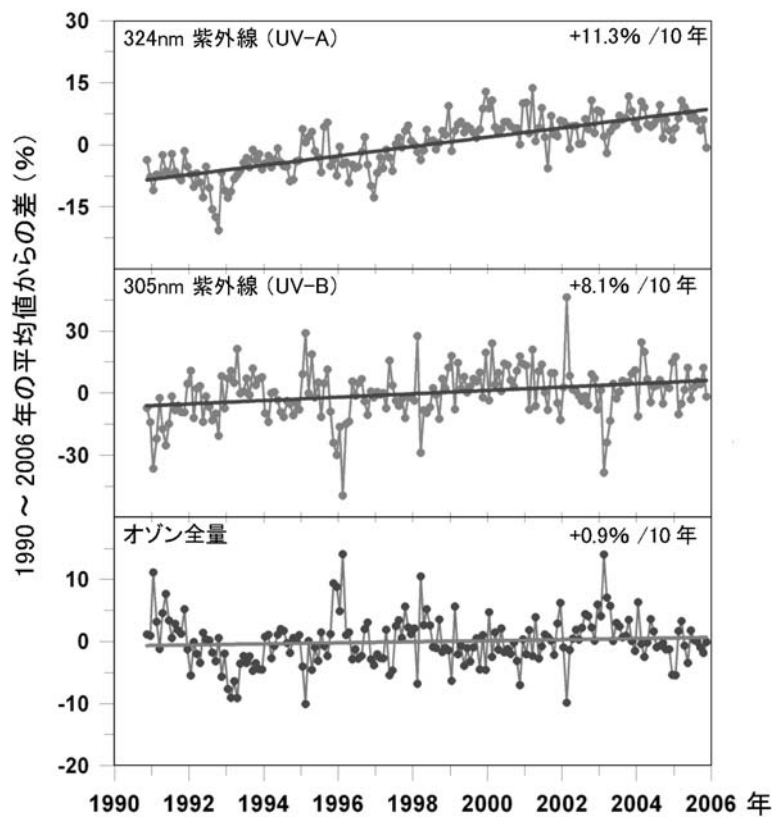 30
324nm 紫外線 (UV-A)
+11.3% /10 年
15
0
-15
305nm 紫外線 (UV-B)
+8.1% /10 年
30
0
-30
オゾン全量
+0.9% /10 年
10
0
-10
-20
1990～2006 年の平均値からの差 (%)
1990 1992 1994 1996 1998 2000 2002 2004 2006 年